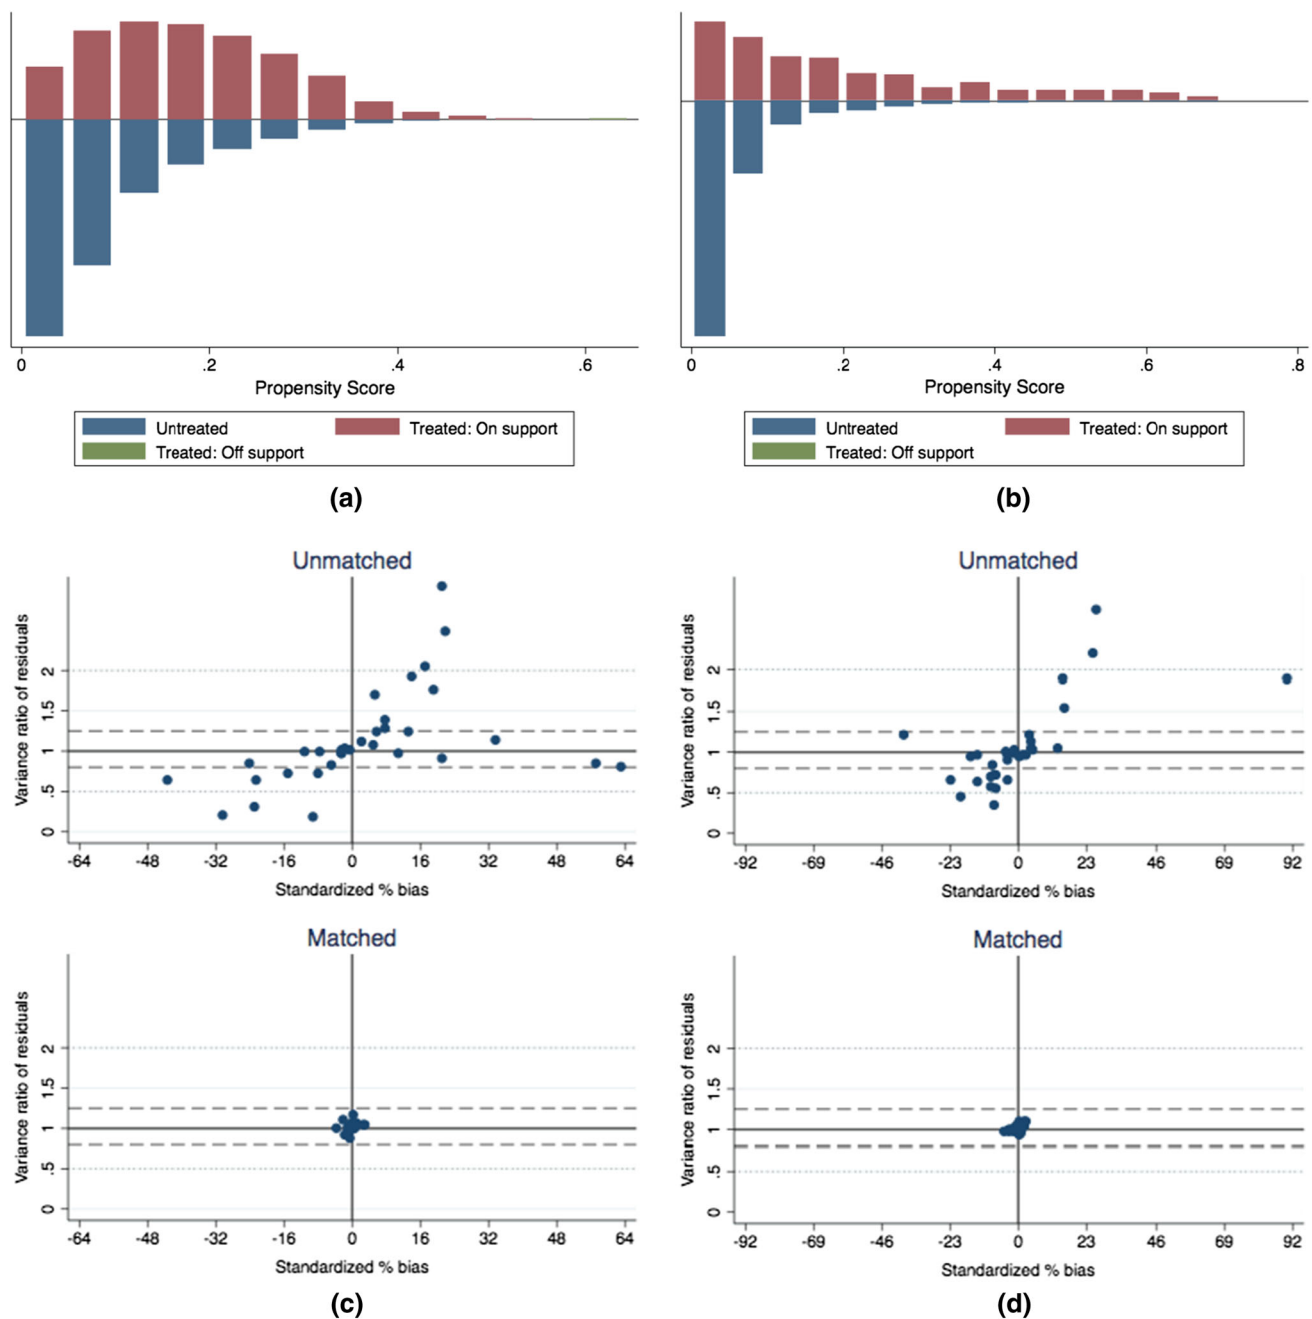 0 .2 .4 .6
Propensity Score
Untreated Treated: On support
Treated: Off support
(a)
0 .2 .4 .6 .8
Propensity Score
Untreated Treated: On support
Treated: Off support
(b)
Unmatched
Variance ratio of residuals
2
1.5
1
.5
0
-64 -48 -32 -16 0 16 32 48 64
Standardized % bias
Matched
Variance ratio of residuals
2
1.5
1
.5
0
-64 -48 -32 -16 0 16 32 48 64
Standardized % bias
(c)
Unmatched
Variance ratio of residuals
2
1.5
1
.5
0
-92 -69 -46 -23 0 23 46 69 92
Standardized % bias
Matched
Variance ratio of residuals
2
1.5
1
.5
0
-92 -69 -46 -23 0 23 46 69 92
Standardized % bias
(d)